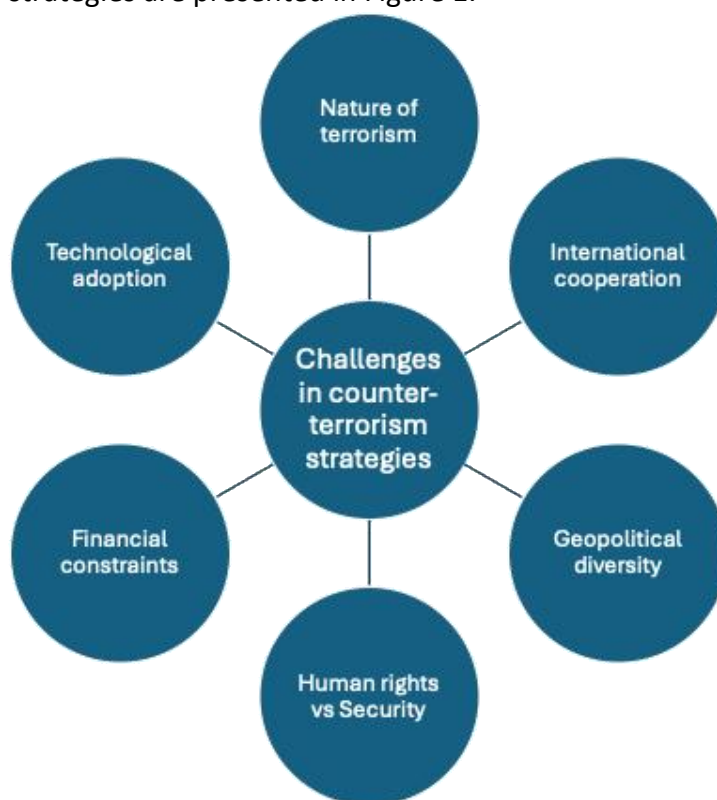 strategies are presented in Figure 1.
Nature of
terrorism
Technological
adoption
International
cooperation
Challenges
in counter-
terrorism
strategies
Financial
constraints
Geopolitical
diversity
Human rights
vs Security